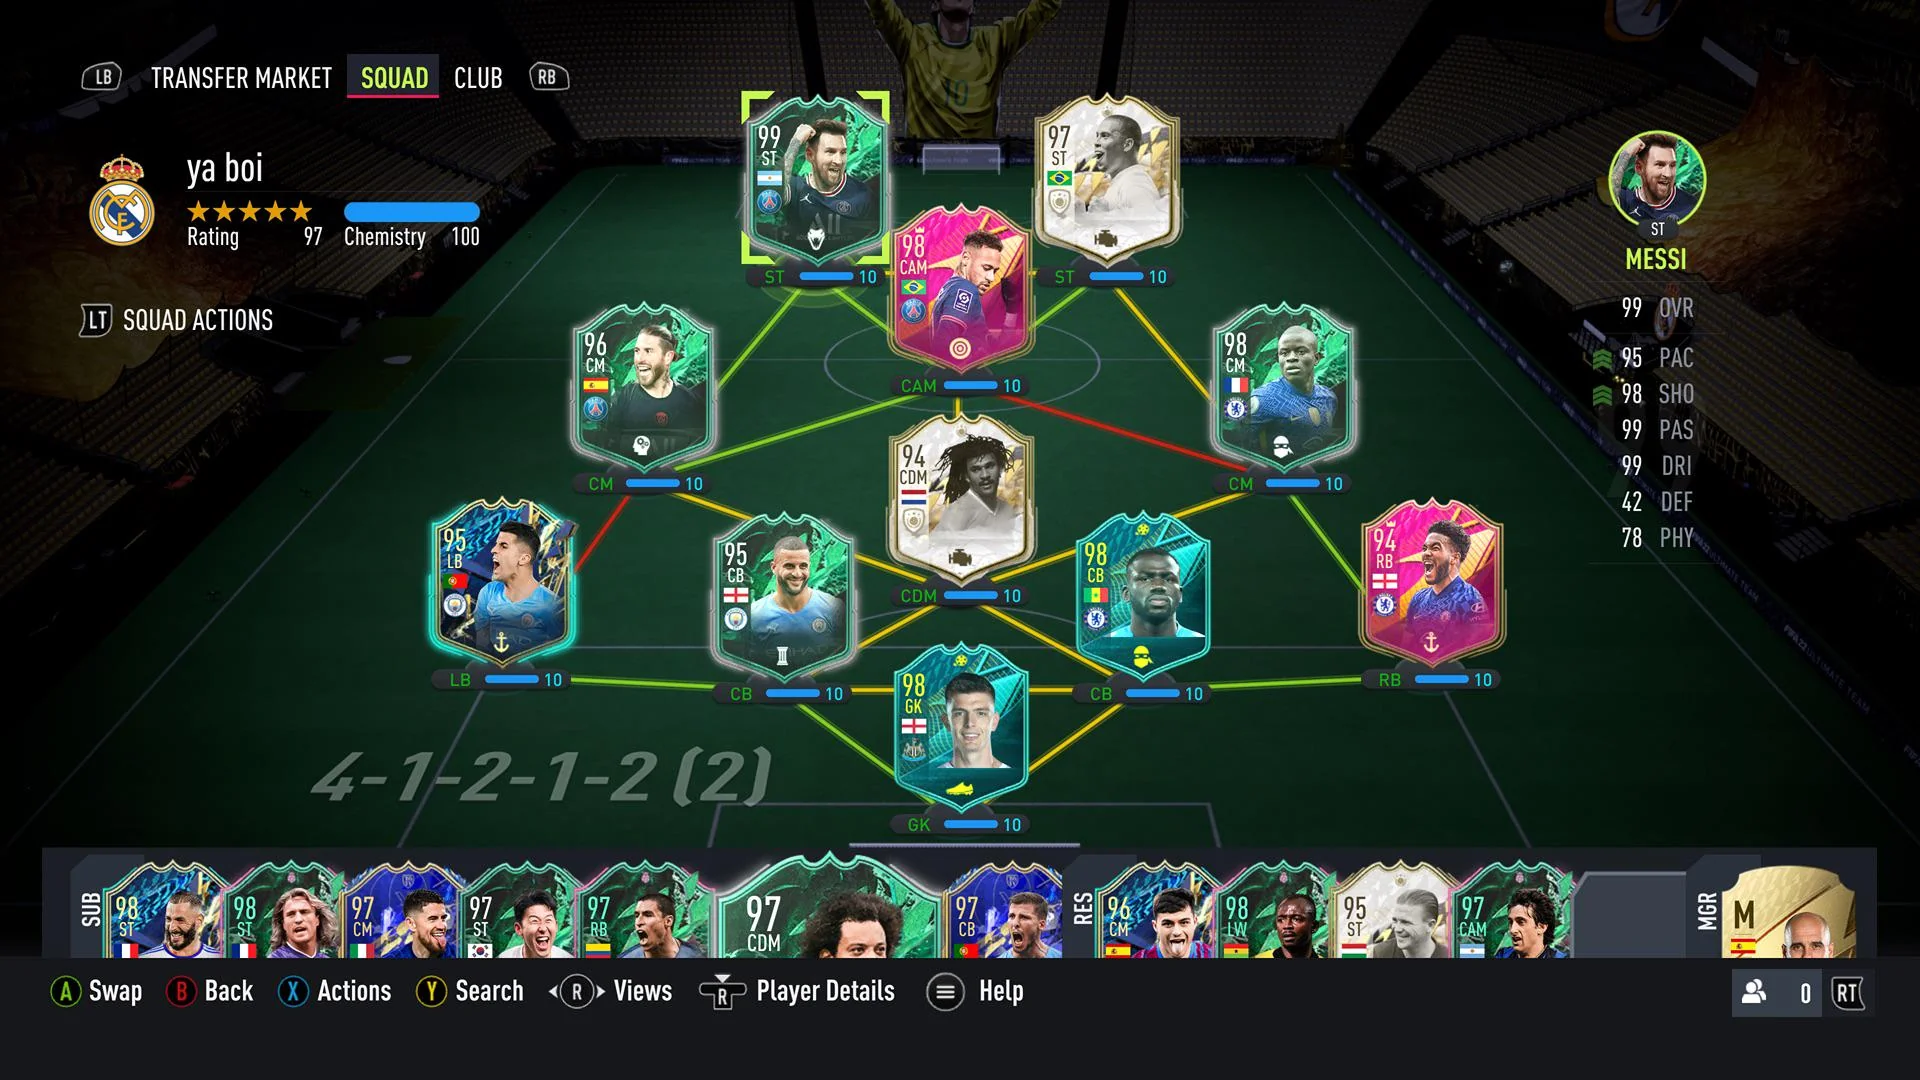 LB TRANSFER MARKET SQUAD CLUB RB
ya boi
Rating 97 Chemistry 100
LT SQUAD ACTIONS
99
ST
ST 10
97
ST
ST 10
98
CAM
CAM 10
96
CM
CM 10
98
CM
CM 10
94
CDM
CDM 10
95
LB
LB 10
95
CB
CB 10
98
CB
CB 10
94
RB
RB 10
98
GK
GK 10
4-1-2-1-2 (2)
ST
MESSI
99 OVR
95 PAC
98 SHO
99 PAS
99 DRI
42 DEF
78 PHY
SUB
98
ST
98
ST
97
CM
97
ST
97
RB
97
CDM
97
CB
RES
96
CM
98
LW
95
ST
97
CAM
MGR
M
A Swap B Back X Actions Y Search R Views R Player Details Help
0 RT